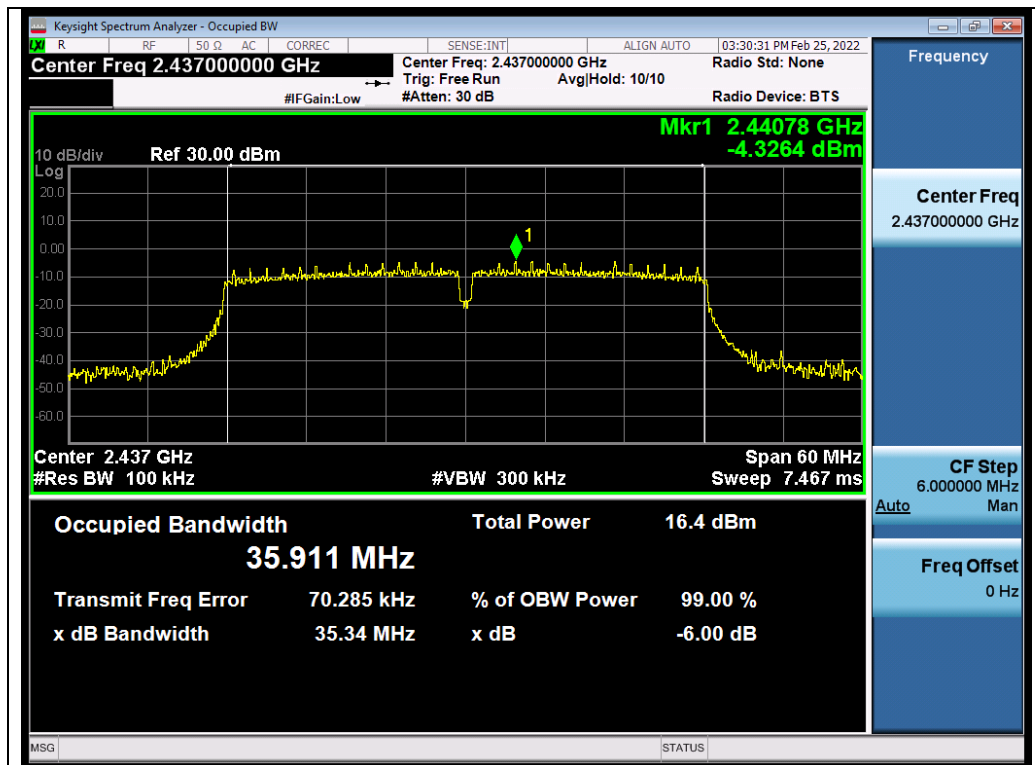 Keysight Spectrum Analyzer - Occupied BW
LXI R RF 50 Ω AC CORREC SENSE:INT ALIGN AUTO 03:30:31 PM Feb 25, 2022
Center Freq 2.437000000 GHz
Center Freq: 2.437000000 GHz Radio Std: None
Trig: Free Run Avg|Hold: 10/10
#IFGain:Low #Atten: 30 dB Radio Device: BTS
Mkr1 2.44078 GHz
-4.3264 dBm
10 dB/div Ref 30.00 dBm
Log
20.0
10.0
1
0.00
-10.0
-20.0
-30.0
-40.0
-50.0
-60.0
Center 2.437 GHz Span 60 MHz
#Res BW 100 kHz #VBW 300 kHz Sweep 7.467 ms
Occupied Bandwidth Total Power 16.4 dBm
35.911 MHz
Transmit Freq Error 70.285 kHz % of OBW Power 99.00 %
x dB Bandwidth 35.34 MHz x dB -6.00 dB
MSG STATUS
Frequency
Center Freq
2.437000000 GHz
CF Step
6.000000 MHz
Auto Man
Freq Offset
0 Hz